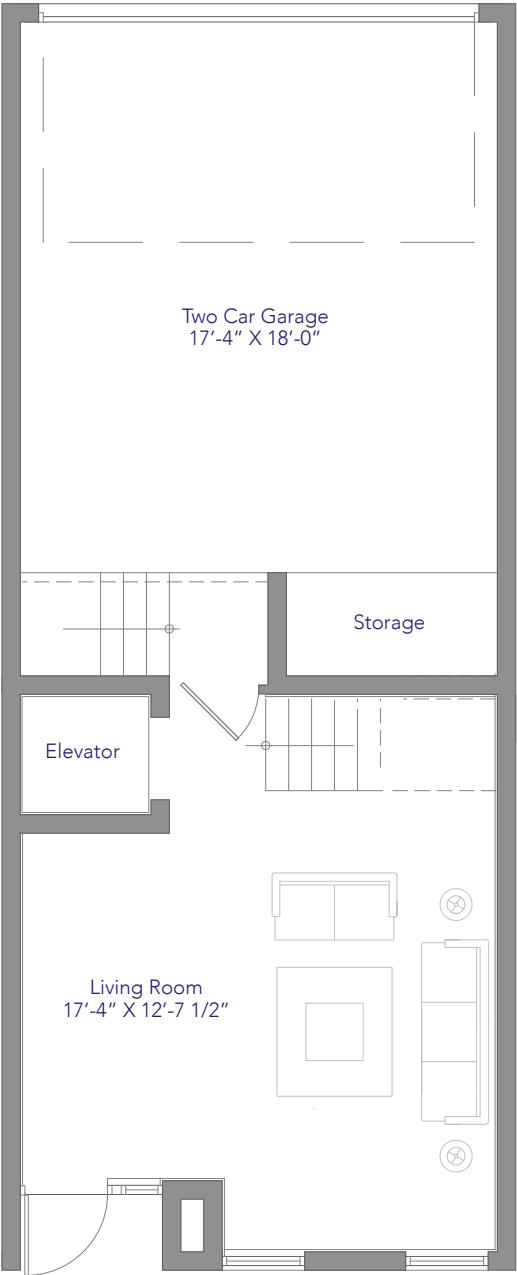 Two Car Garage
17’-4” X 18’-0”
Storage
Elevator
Living Room
17’-4” X 12’-7 1/2”